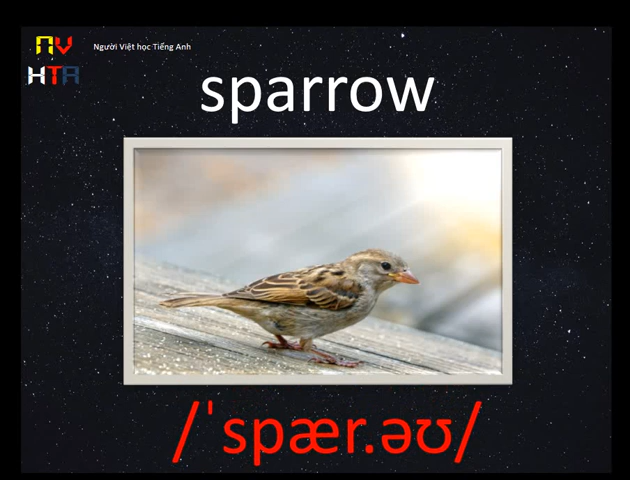 NV
Người Việt học Tiếng Anh
HTA
sparrow
/ˈspær.əʊ/